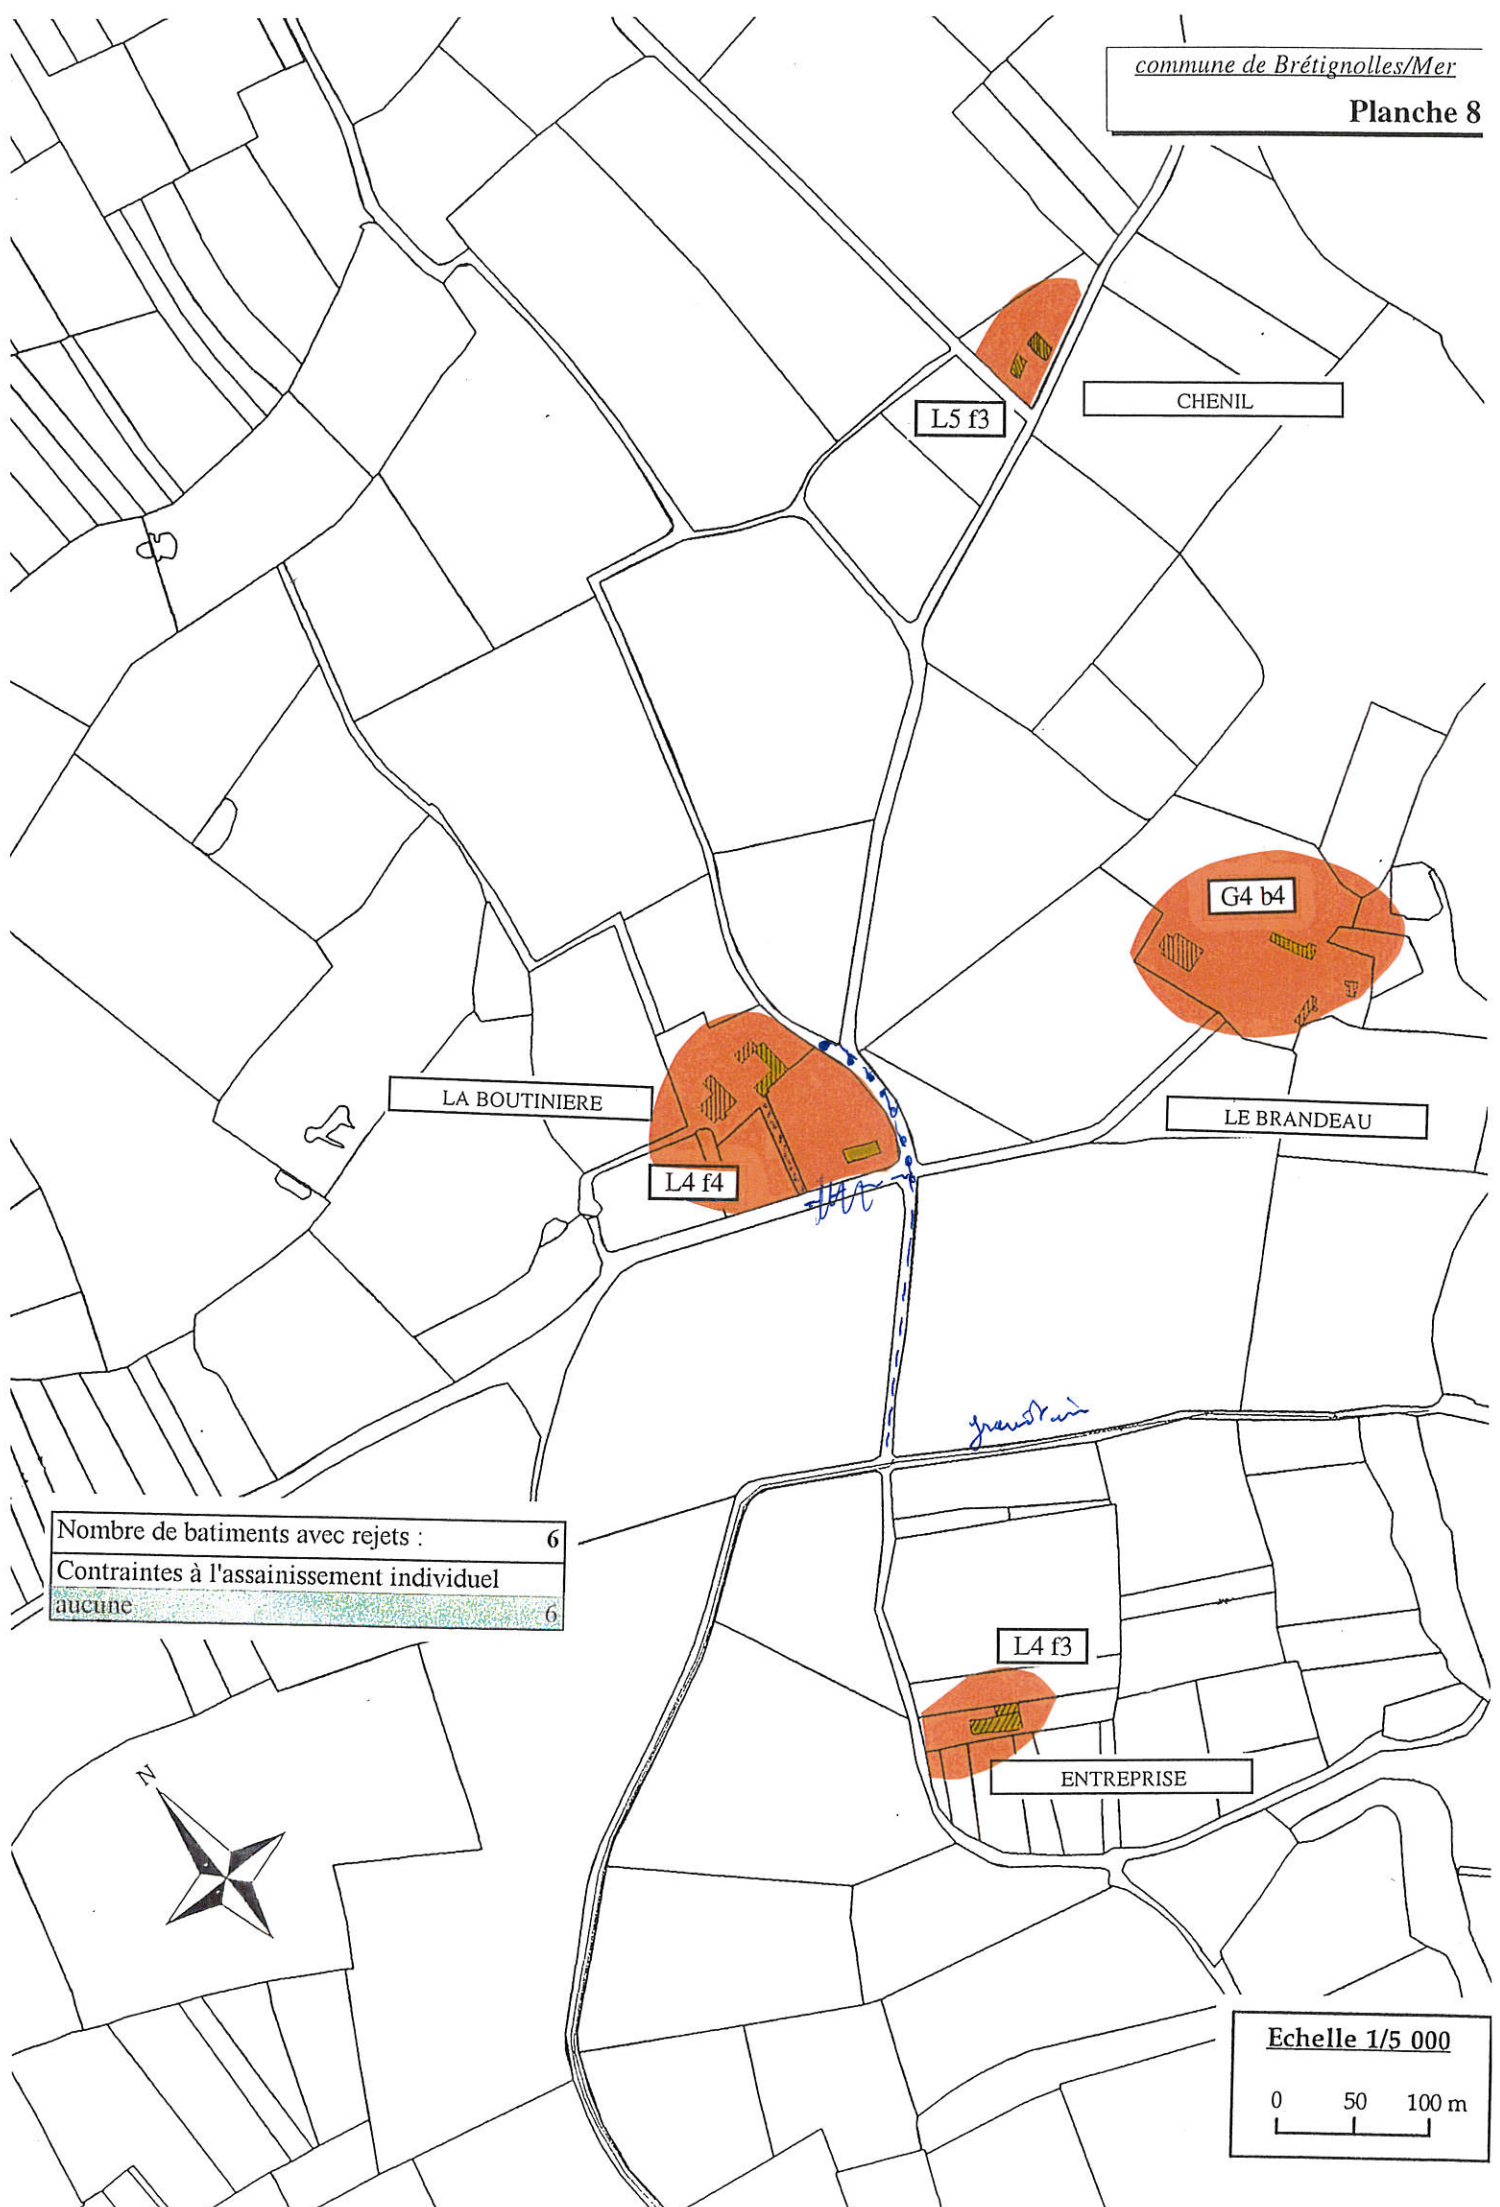 commune de Brétignolles/Mer
Planche 8
CHENIL
L5 f3
G4 b4
LA BOUTINIERE
LE BRANDEAU
L4 f4
Nombre de batiments avec rejets : 6
Contraintes à l'assainissement individuel
aucune 6
L4 f3
ENTREPRISE
N
Echelle 1/5 000
0 50 100 m